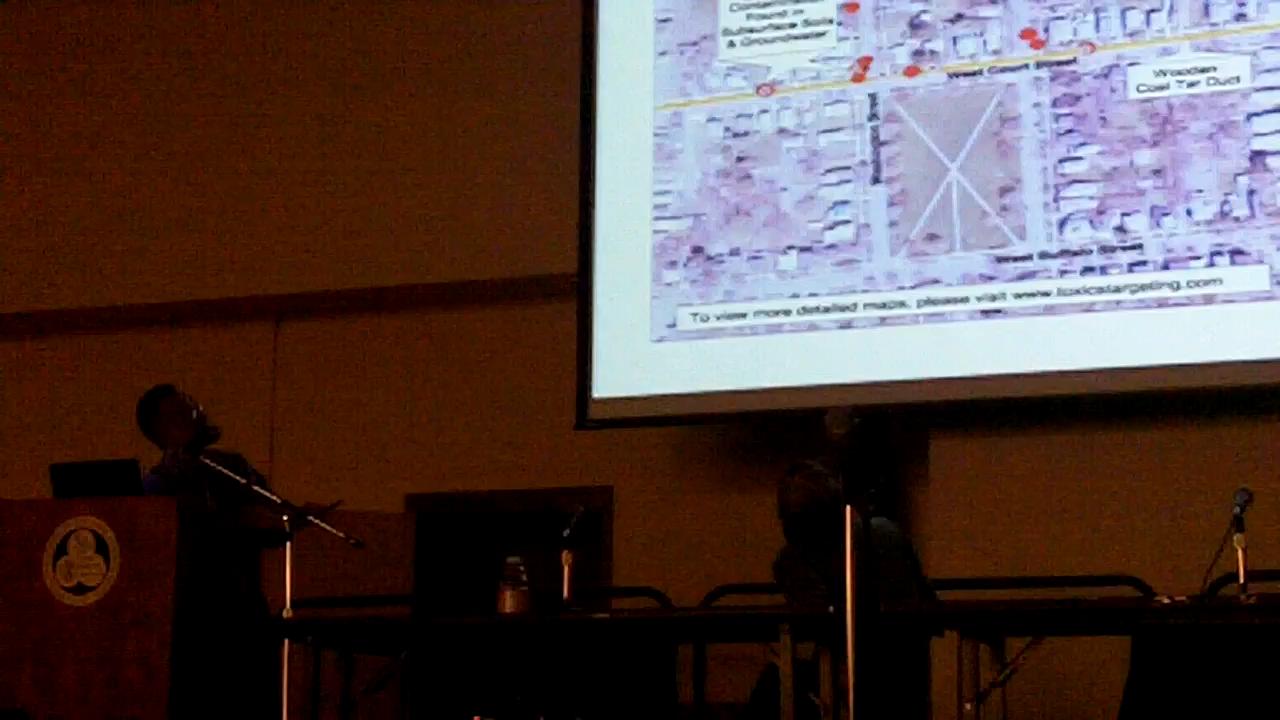 Found in
Subsurface Soils
& Groundwater
West Court Street
Wooden
Coal Tar Duct
West Buffalo Street
To view more detailed maps, please visit www.toxicstargeting.com